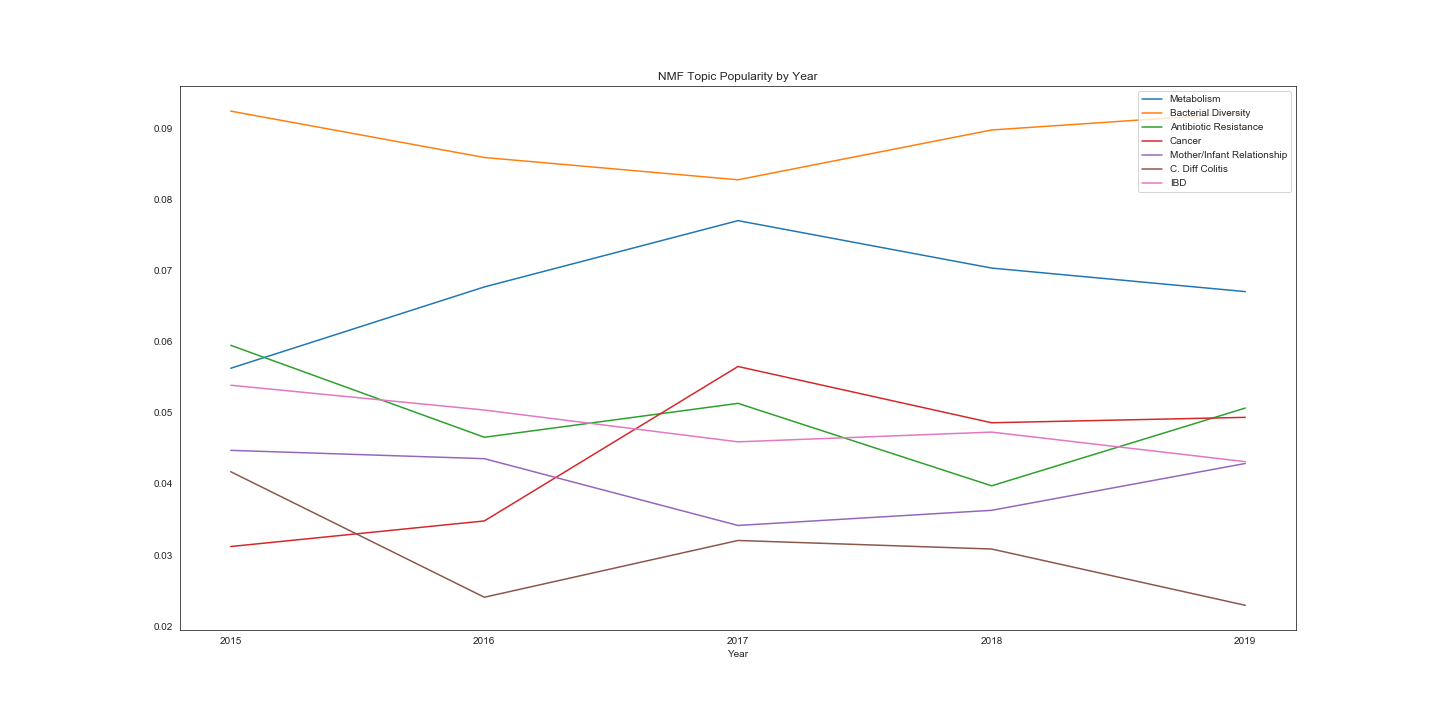 NMF Topic Popularity by Year
Metabolism
Bacterial Diversity
Antibiotic Resistance
Cancer
Mother/Infant Relationship
C. Diff Colitis
IBD
0.09
0.08
0.07
0.06
0.05
0.04
0.03
0.02
2015 2016 2017 2018 2019
Year